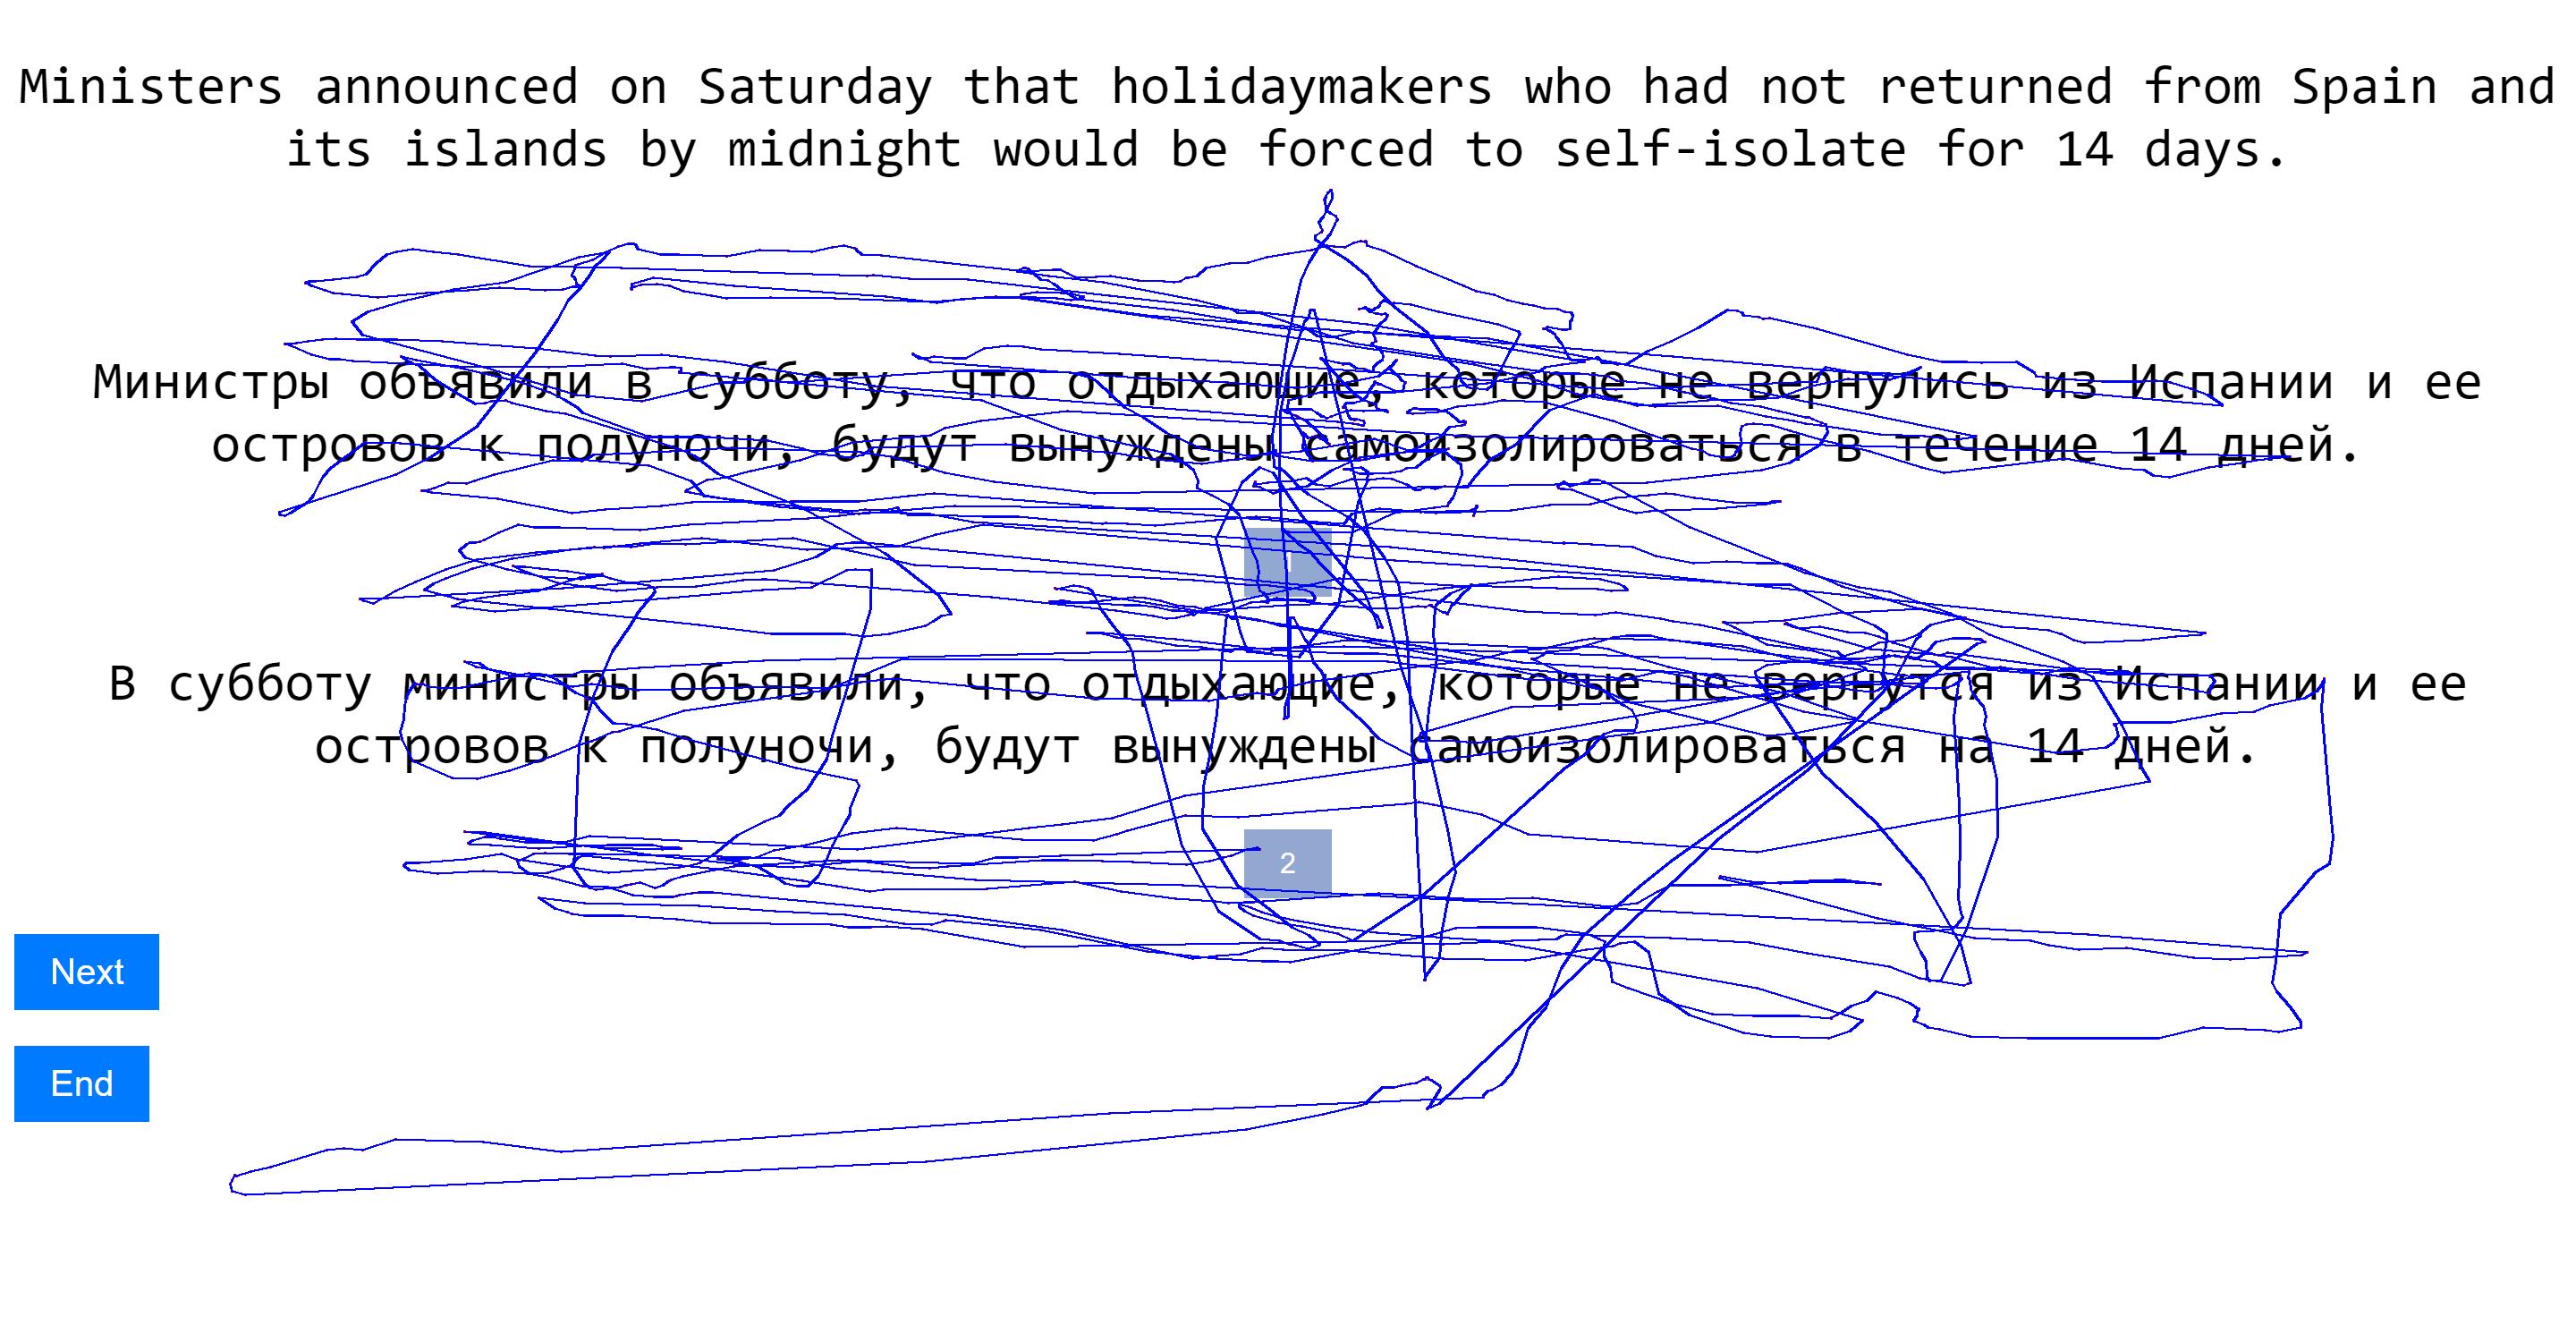 Ministers announced on Saturday that holidaymakers who had not returned from Spain and
its islands by midnight would be forced to self-isolate for 14 days.
Министры объявили в субботу, что отдыхающие, которые не вернулись из Испании и ее
островов к полуночи, будут вынуждены самоизолироваться в течение 14 дней.
1
В субботу министры объявили, что отдыхающие, которые не вернутся из Испании и ее
островов к полуночи, будут вынуждены самоизолироваться на 14 дней.
2
Next
End